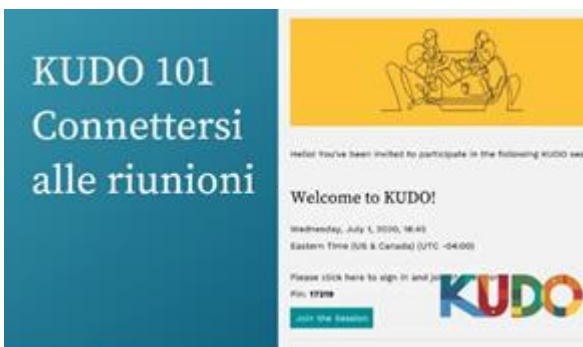 KUDO 101
Connettersi
alle riunioni
Hello! You've been invited to participate in the following KUDO
Welcome to KUDO!
Wednesday, July 1, 2020, 18:45
Eastern Time (US & Canada) (UTC -04:00)
Please click here to sign in and
Pin: 17319
Join the Session
KUDO